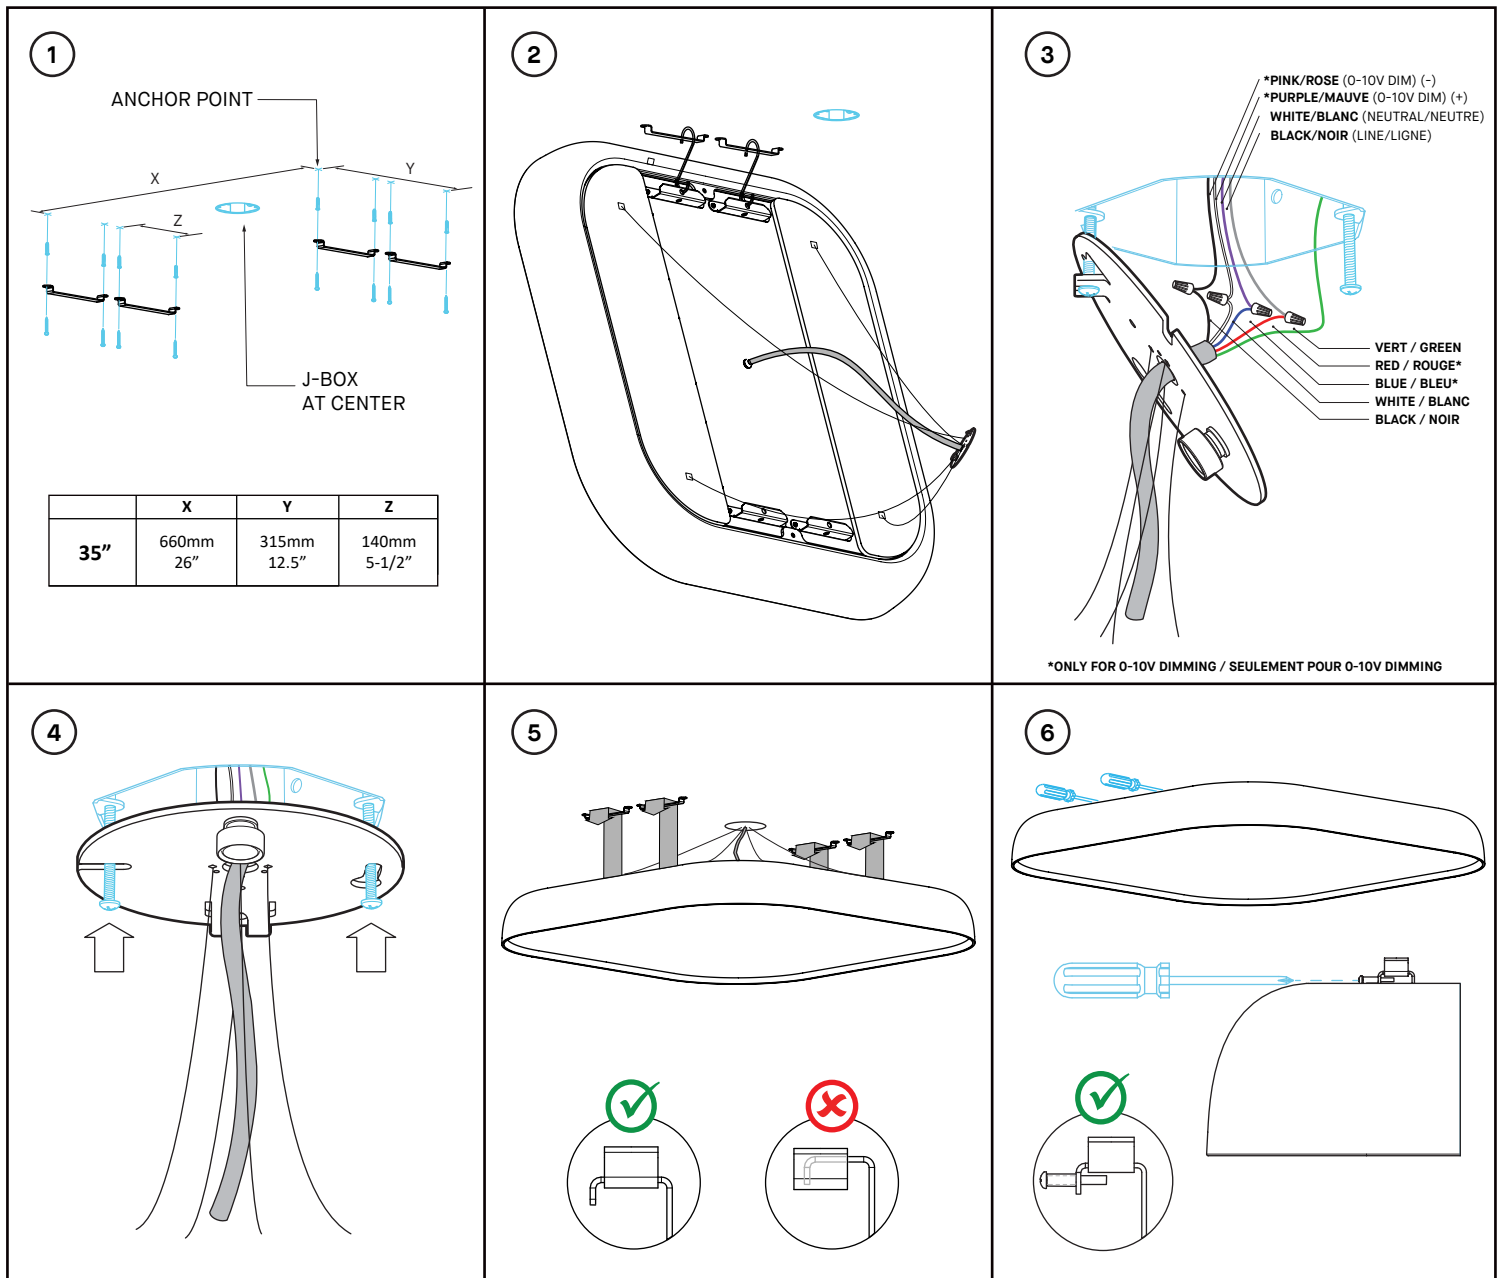 1
ANCHOR POINT
X
Y
Z
J-BOX
AT CENTER
X Y Z
35” 660mm 315mm 140mm
26” 12.5” 5-1/2”
2
3
*PINK/ROSE (0-10V DIM) (-)
*PURPLE/MAUVE (0-10V DIM) (+)
WHITE/BLANC (NEUTRAL/NEUTRE)
BLACK/NOIR (LINE/LIGNE)
VERT / GREEN
RED / ROUGE*
BLUE / BLEU*
WHITE / BLANC
BLACK / NOIR
*ONLY FOR 0-10V DIMMING / SEULEMENT POUR 0-10V DIMMING
4
5
6